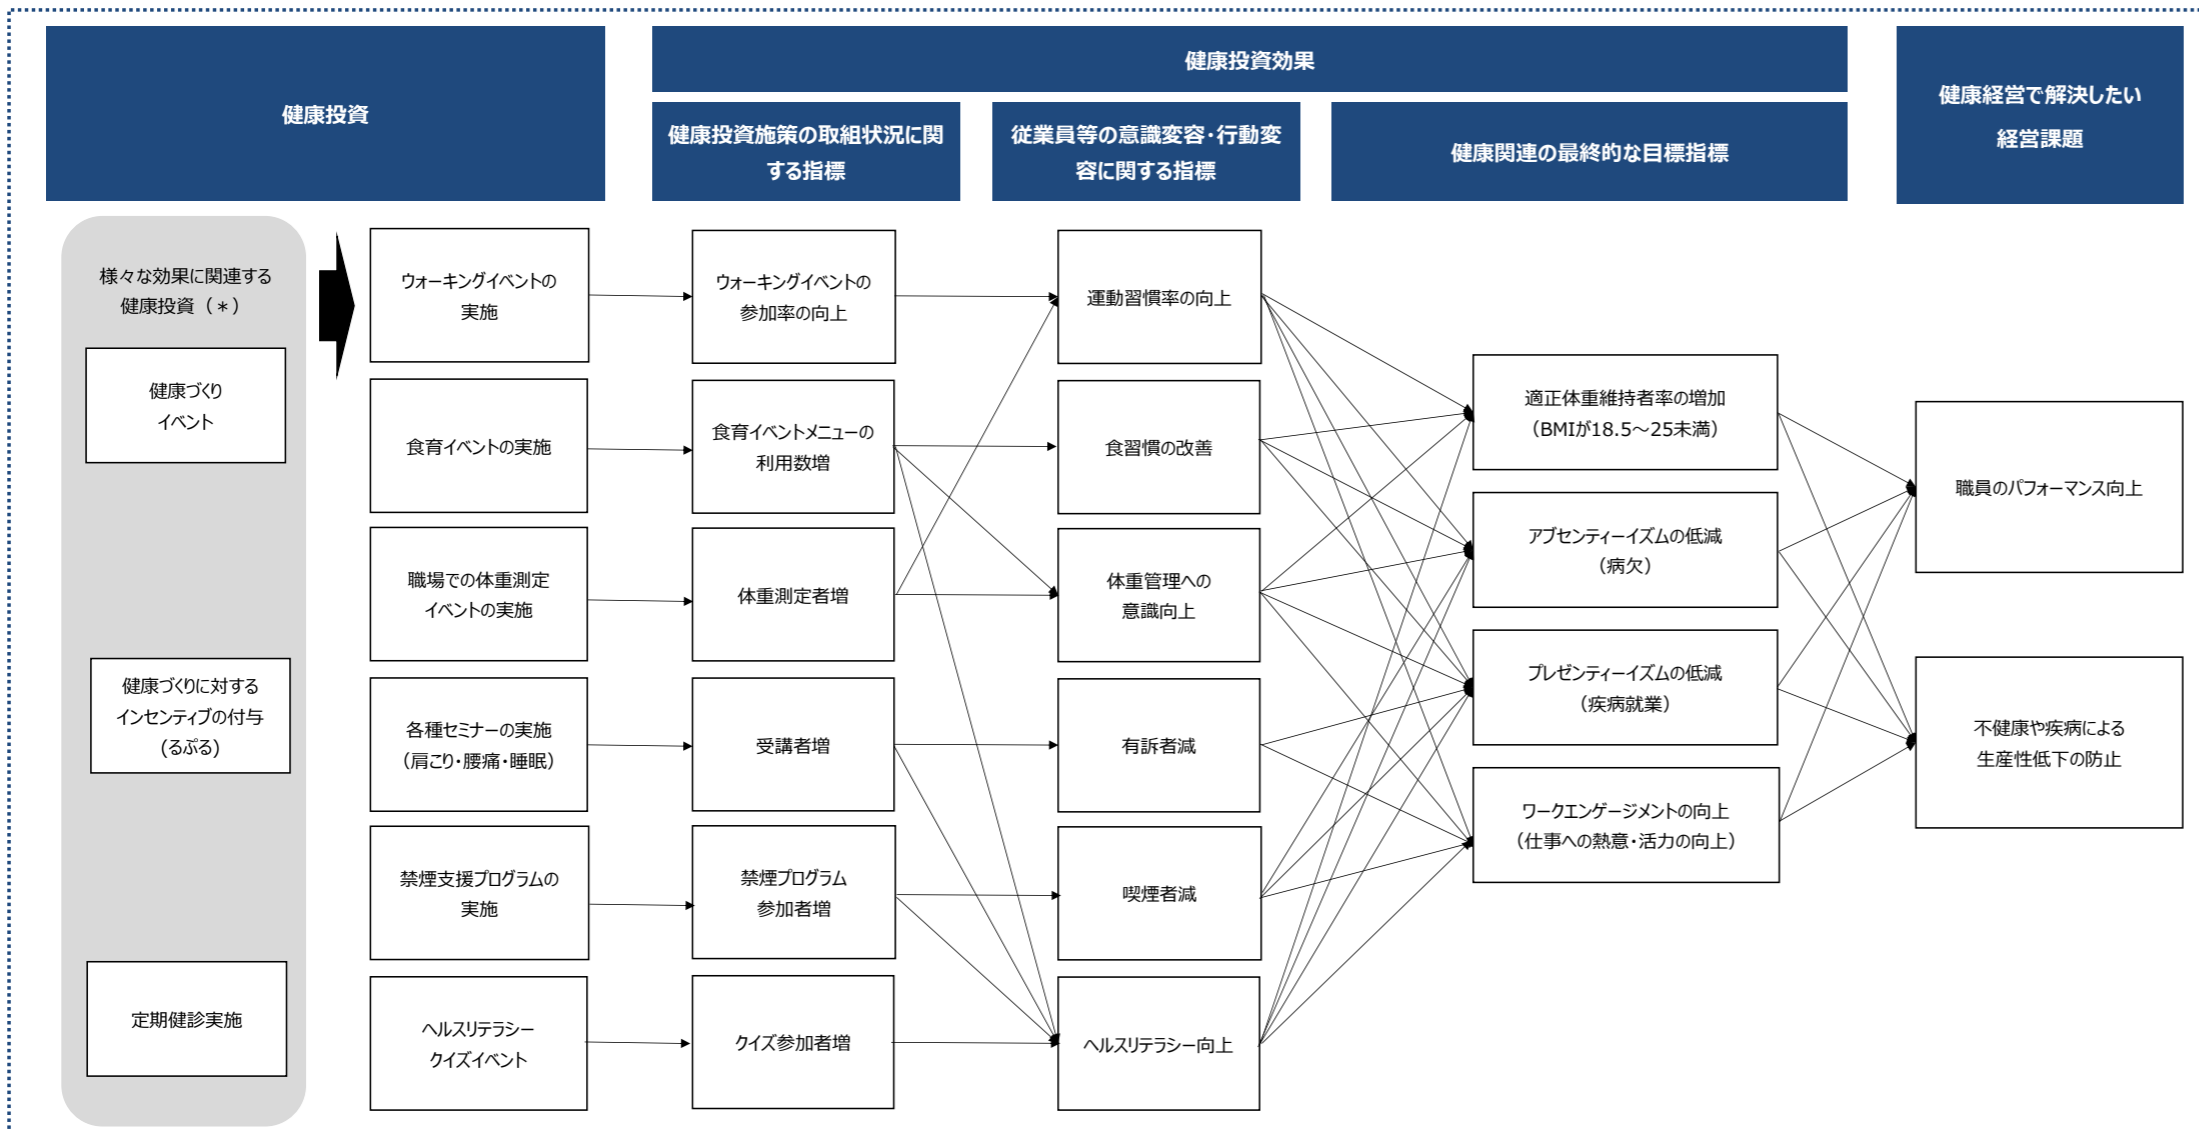 健康投資
健康投資効果
健康投資施策の取組状況に関
する指標
従業員等の意識変容・行動変
容に関する指標
健康関連の最終的な目標指標
健康経営で解決したい
経営課題
様々な効果に関連する
健康投資（＊）
健康づくり
イベント
健康づくりに対する
インセンティブの付与
(るぷる)
定期健診実施
ウォーキングイベントの
実施
食育イベントの実施
職場での体重測定
イベントの実施
各種セミナーの実施
（肩こり・腰痛・睡眠）
禁煙支援プログラムの
実施
ヘルスリテラシー
クイズイベント
ウォーキングイベントの
参加率の向上
食育イベントメニューの
利用数増
体重測定者増
受講者増
禁煙プログラム
参加者増
クイズ参加者増
運動習慣率の向上
食習慣の改善
体重管理への
意識向上
有訴者減
喫煙者減
ヘルスリテラシー向上
適正体重維持者率の増加
（BMIが18.5～25未満）
アブセンティーイズムの低減
（病欠）
プレゼンティーイズムの低減
（疾病就業）
ワークエンゲージメントの向上
（仕事への熱意・活力の向上）
職員のパフォーマンス向上
不健康や疾病による
生産性低下の防止